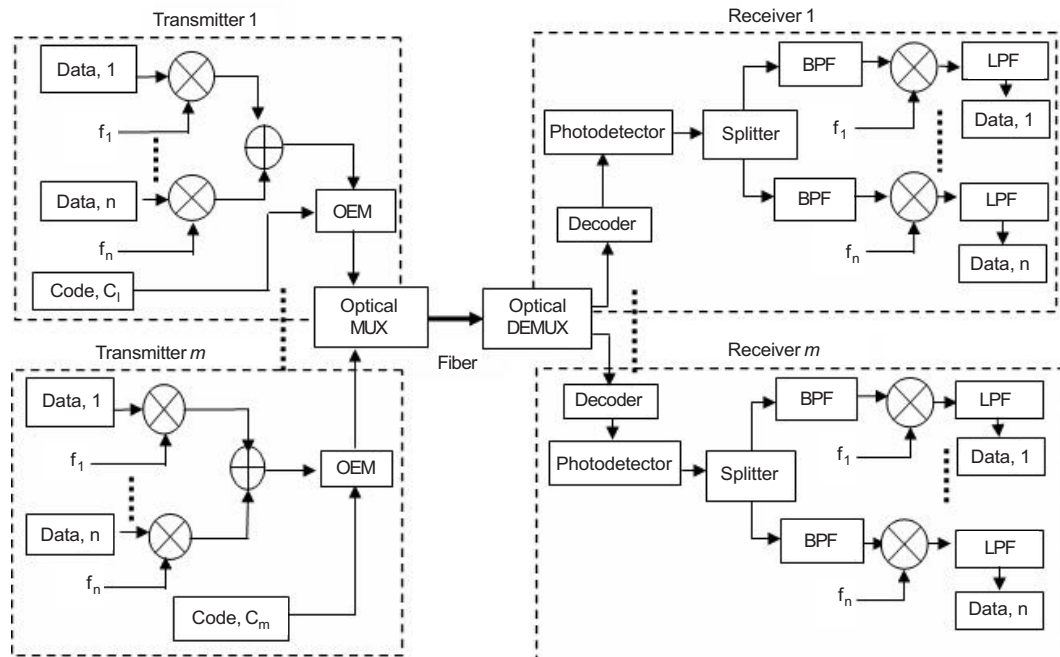 Transmitter 1
Data, 1
f1
Data, n
fn
OEM
Code, Cl
Optical
MUX
Transmitter m
Data, 1
f1
Data, n
fn
OEM
Code, Cm
Fiber
Optical
DEMUX
Receiver 1
Decoder
Photodetector
Splitter
BPF
f1
LPF
Data, 1
BPF
fn
LPF
Data, n
Receiver m
Decoder
Photodetector
Splitter
BPF
f1
LPF
Data, 1
BPF
fn
LPF
Data, n